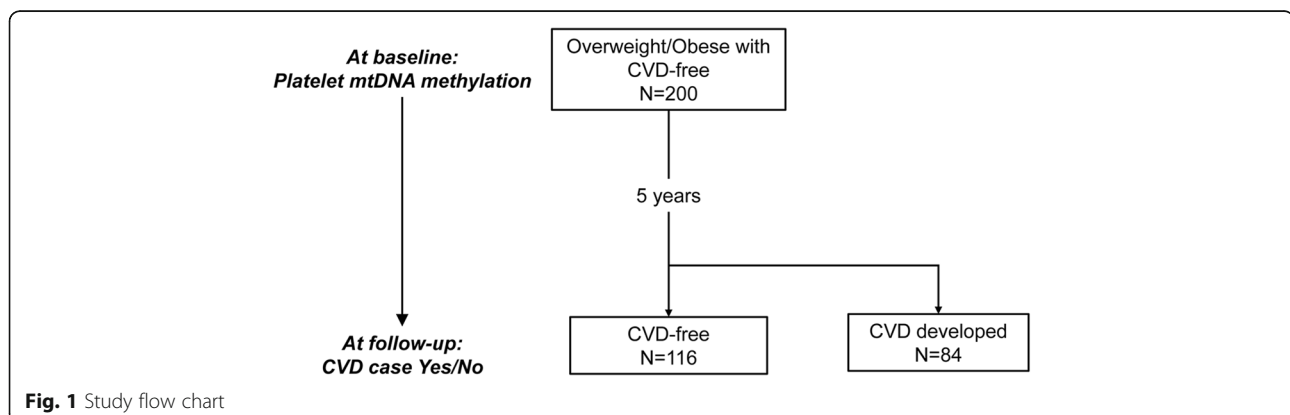 At baseline:
Platelet mtDNA methylation
Overweight/Obese with
CVD-free
N=200
5 years
At follow-up:
CVD case Yes/No
CVD-free
N=116
CVD developed
N=84
Fig. 1 Study flow chart